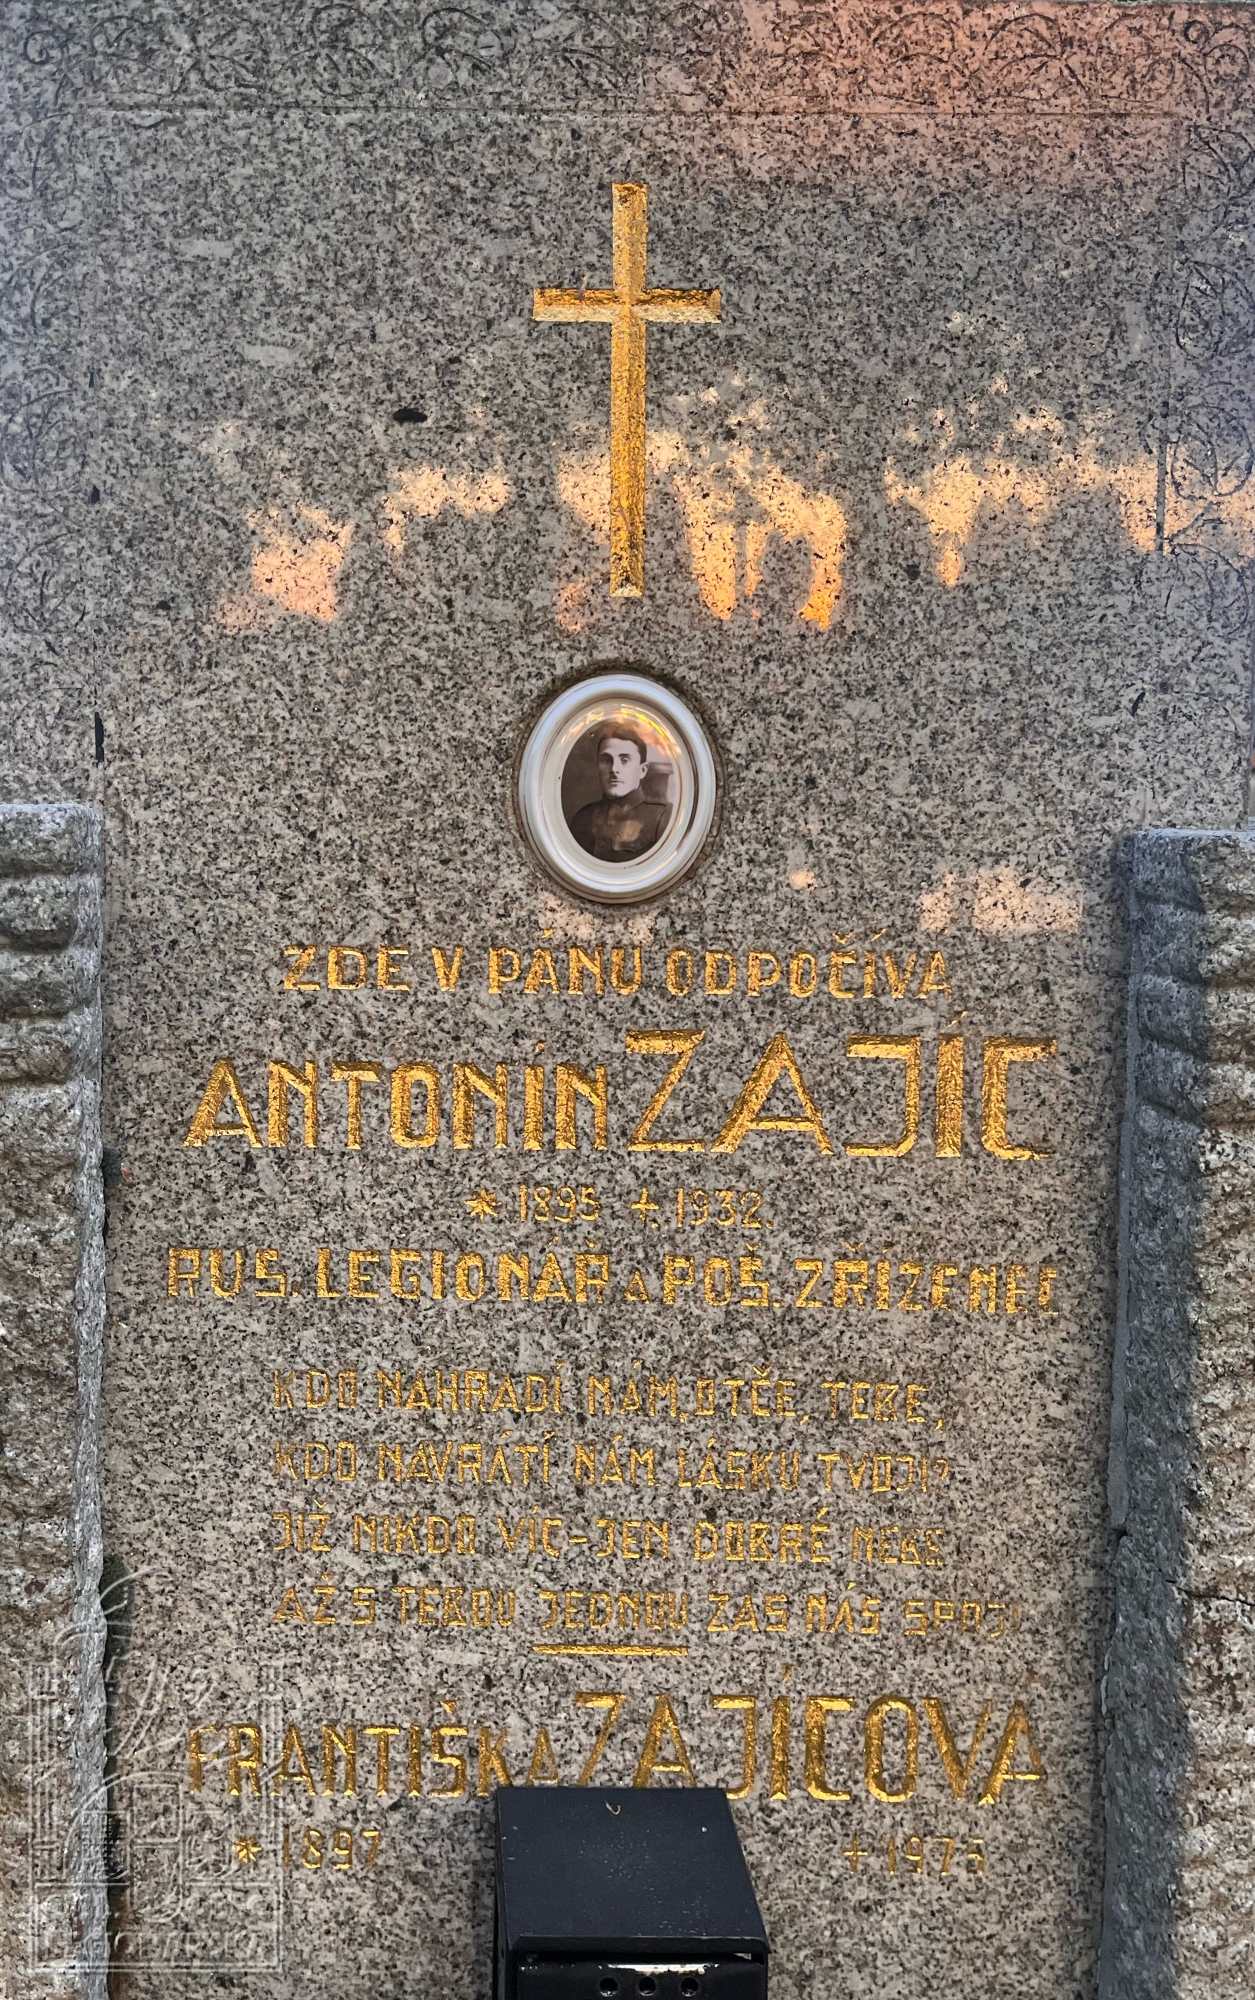 ZDE V PÁNU ODPOČÍVÁ
ANTONÍN ZAJÍC
* 1895 +. 1932.
RUS. LEGIONÁŘ A POŠ. ZŘÍZENEC
KDO NAHRADÍ NÁM, OTČE, TEBE,
KDO NAVRÁTÍ NÁM LÁSKU TVOJI?
JIŽ NIKDO VÍC-JEN DOBRÉ NEBE
AŽ S TEBOU JEDNOU ZAS NÁS SPOJÍ
FRANTIŠKA ZAJÍCOVÁ
* 1897 + 1975